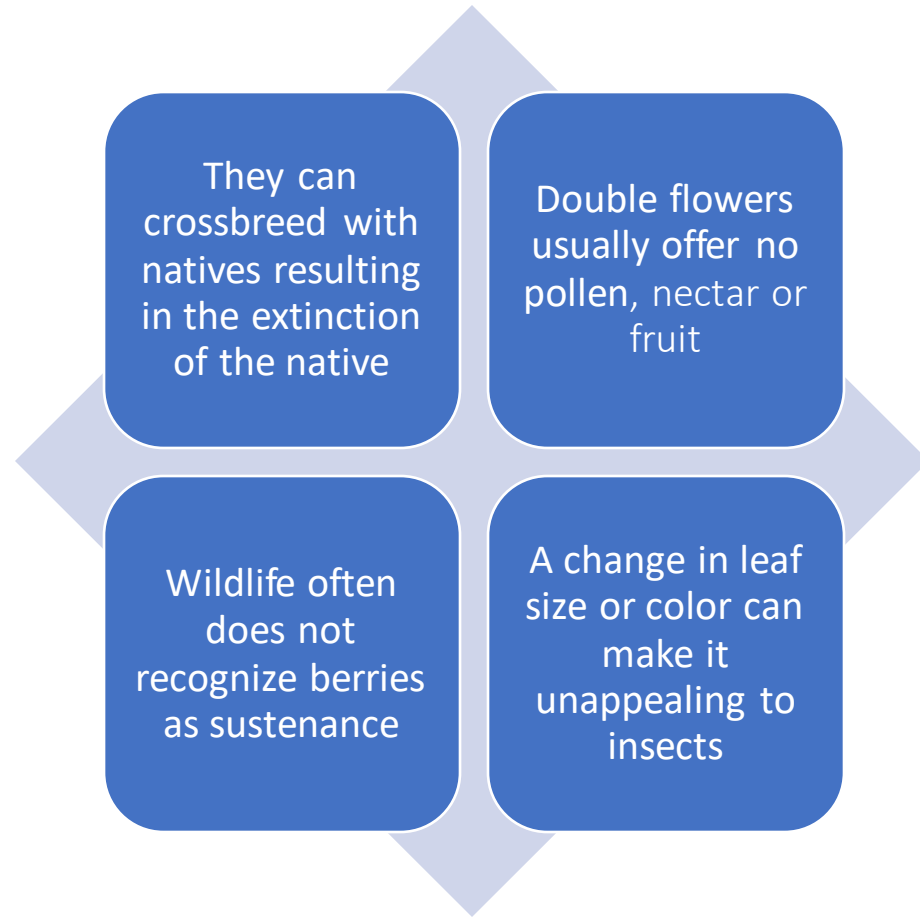 They can
crossbreed with
natives resulting
in the extinction
of the native
Double flowers
usually offer no
pollen, nectar or
fruit
Wildlife often
does not
recognize berries
as sustenance
A change in leaf
size or color can
make it
unappealing to
insects